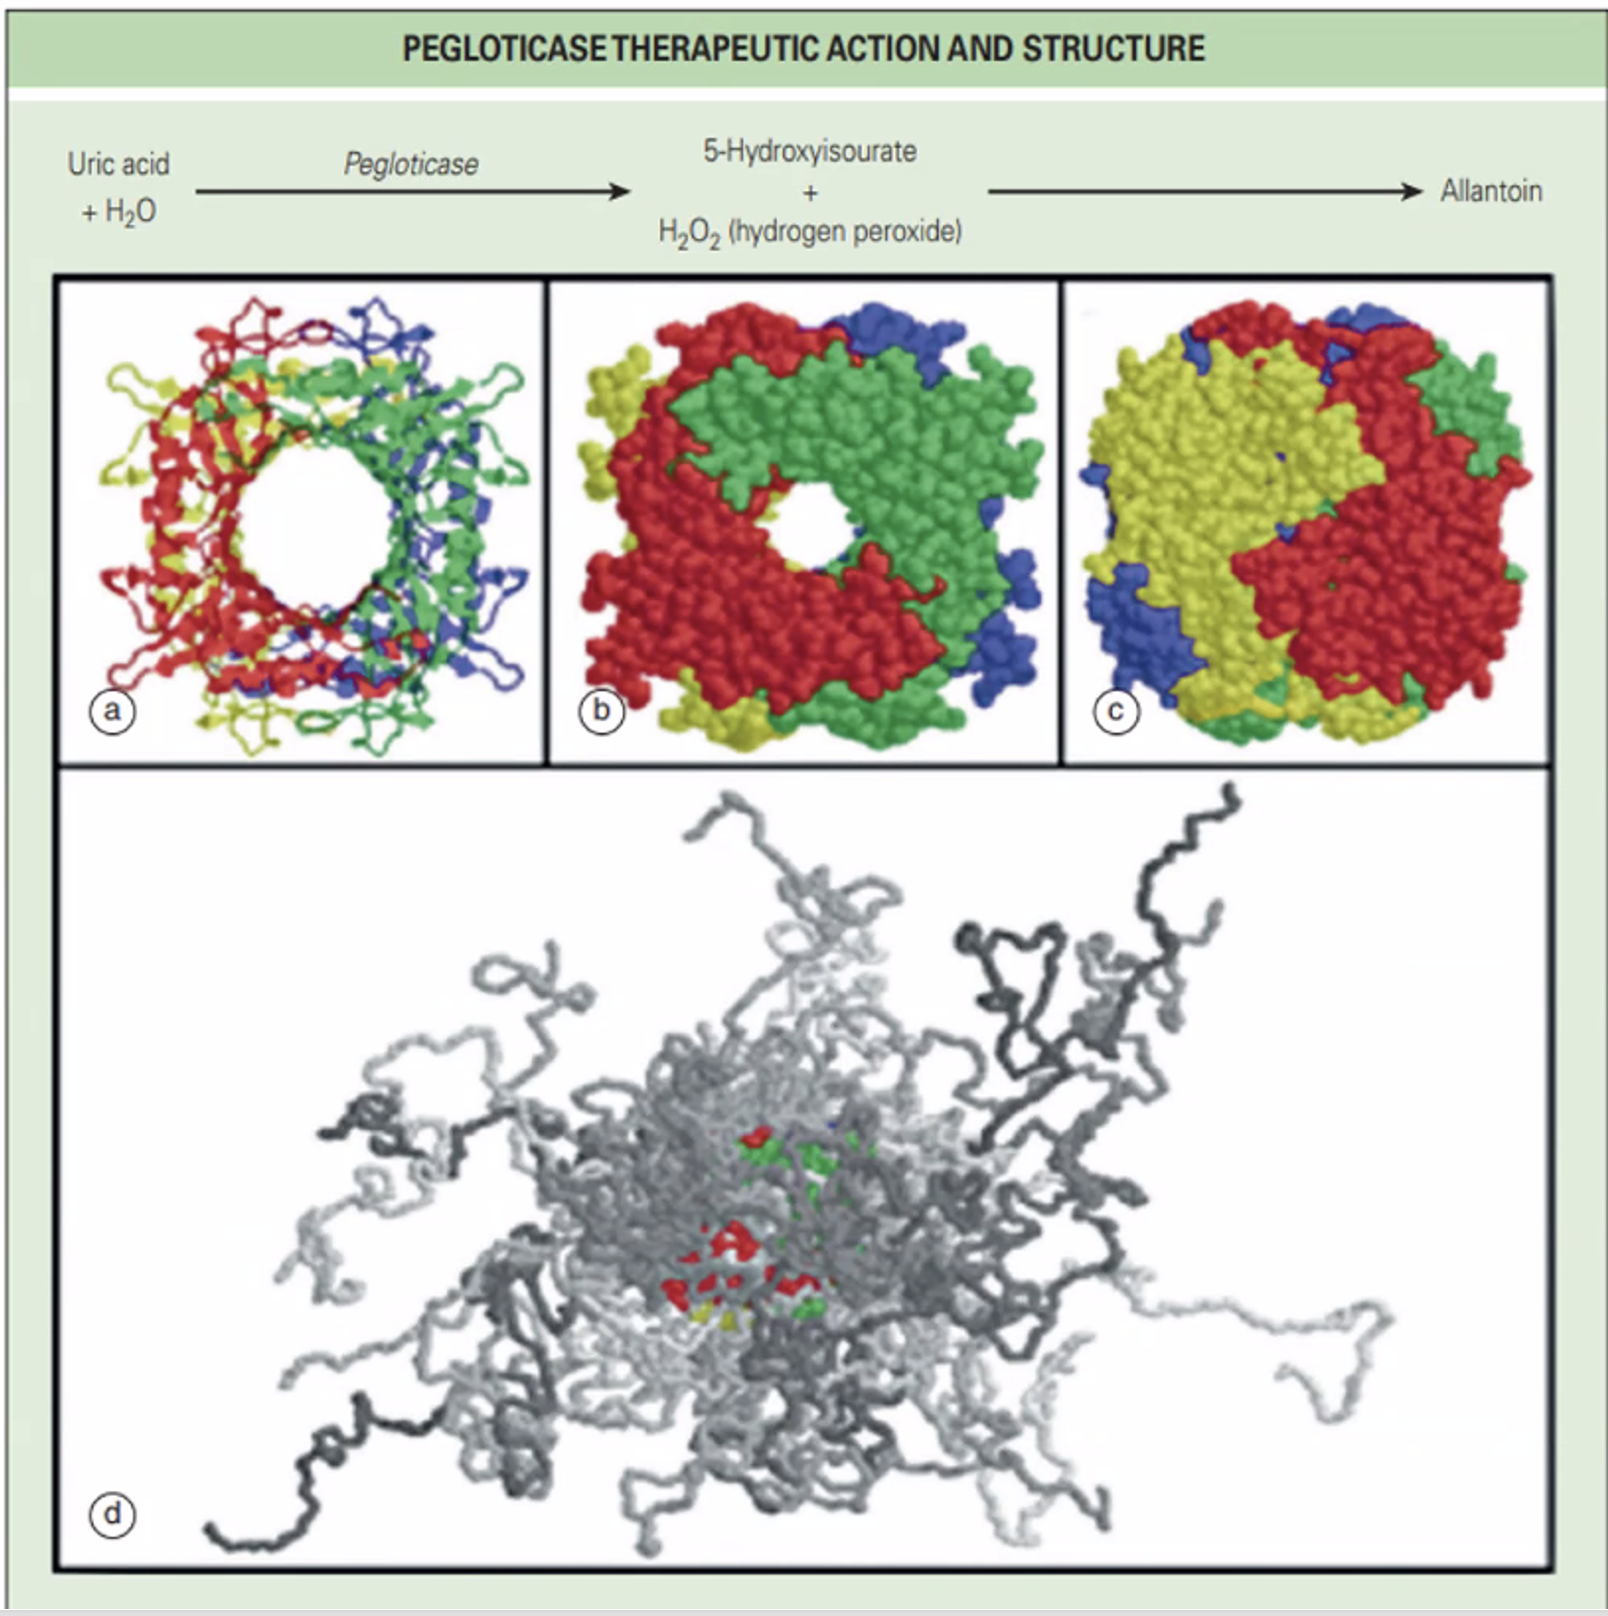 PEGLOTICASE THERAPEUTIC ACTION AND STRUCTURE
Uric acid
+ H₂O
Pegloticase
5-Hydroxyisourate
+
H₂O₂ (hydrogen peroxide)
Allantoin
a
b
c
d